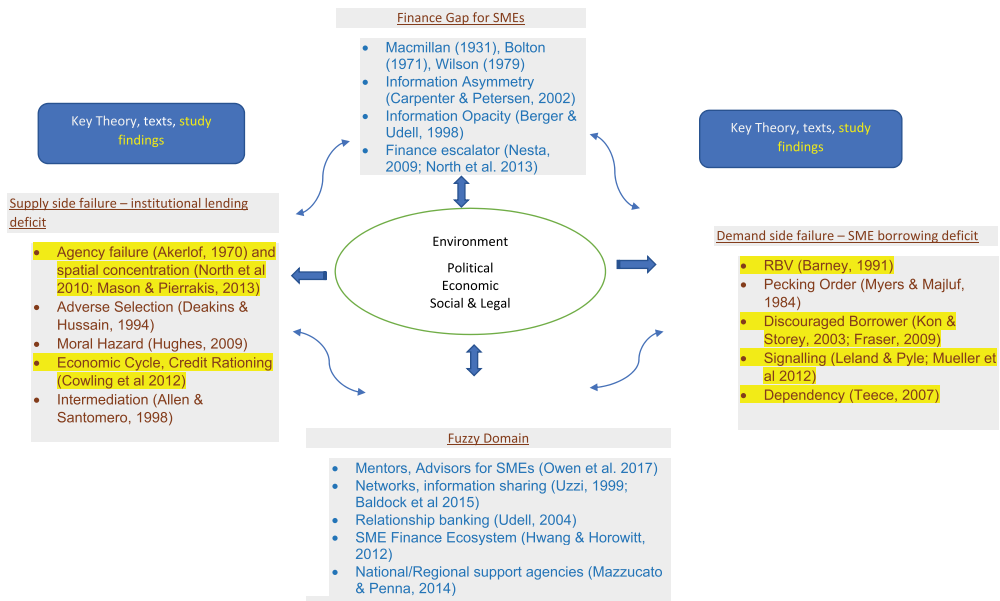 Finance Gap for SMEs
• Macmillan (1931), Bolton
(1971), Wilson (1979)
• Information Asymmetry
(Carpenter & Petersen, 2002)
• Information Opacity (Berger &
Udell, 1998)
• Finance escalator (Nesta,
2009; North et al. 2013)
Key Theory, texts, study
findings
Key Theory, texts, study
findings
Supply side failure – institutional lending
deficit
• Agency failure (Akerlof, 1970) and
spatial concentration (North et al
2010; Mason & Pierrakis, 2013)
• Adverse Selection (Deakins &
Hussain, 1994)
• Moral Hazard (Hughes, 2009)
• Economic Cycle, Credit Rationing
(Cowling et al 2012)
• Intermediation (Allen &
Santomero, 1998)
Environment
Political
Economic
Social & Legal
Demand side failure – SME borrowing deficit
• RBV (Barney, 1991)
• Pecking Order (Myers & Majluf,
1984)
• Discouraged Borrower (Kon &
Storey, 2003; Fraser, 2009)
• Signalling (Leland & Pyle; Mueller et
al 2012)
• Dependency (Teece, 2007)
Fuzzy Domain
• Mentors, Advisors for SMEs (Owen et al. 2017)
• Networks, information sharing (Uzzi, 1999;
Baldock et al 2015)
• Relationship banking (Udell, 2004)
• SME Finance Ecosystem (Hwang & Horowitt,
2012)
• National/Regional support agencies (Mazzucato
& Penna, 2014)